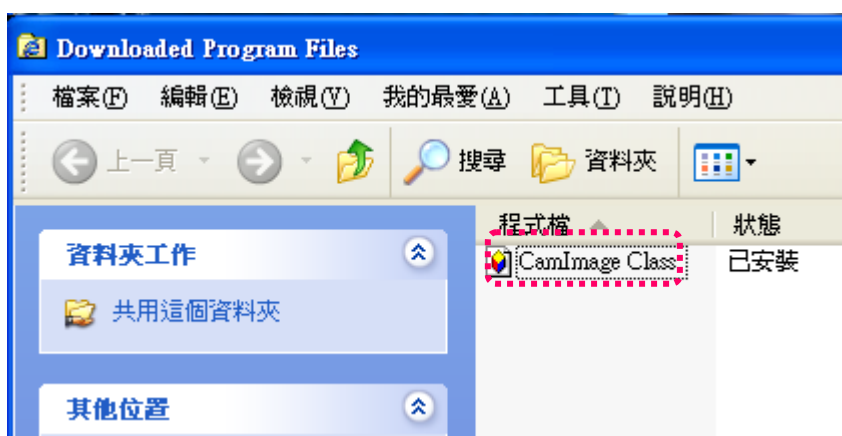 Downloaded Program Files
檔案(F) 編輯(E) 檢視(V) 我的最愛(A) 工具(T) 說明(H)
上一頁 搜尋 資料夾
程式檔 狀態
資料夾工作
CamImage Class 已安裝
共用這個資料夾
其他位置